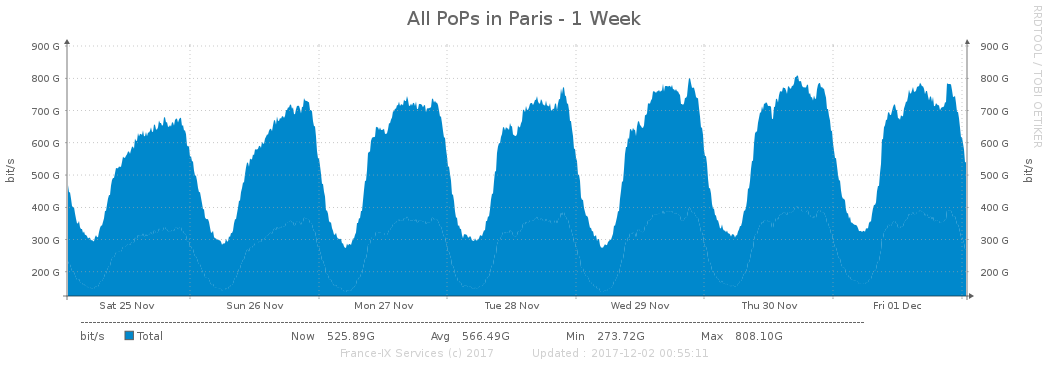 All PoPs in Paris - 1 Week
RRDTOOL / TOBI OETIKER
bit/s
900 G
800 G
700 G
600 G
500 G
400 G
300 G
200 G
900 G
800 G
700 G
600 G
500 G
400 G
300 G
200 G
bit/s
Sat 25 Nov Sun 26 Nov Mon 27 Nov Tue 28 Nov Wed 29 Nov Thu 30 Nov Fri 01 Dec
bit/s Total Now 525.89G Avg 566.49G Min 273.72G Max 808.10G
France-IX Services (c) 2017 Updated : 2017-12-02 00:55:11